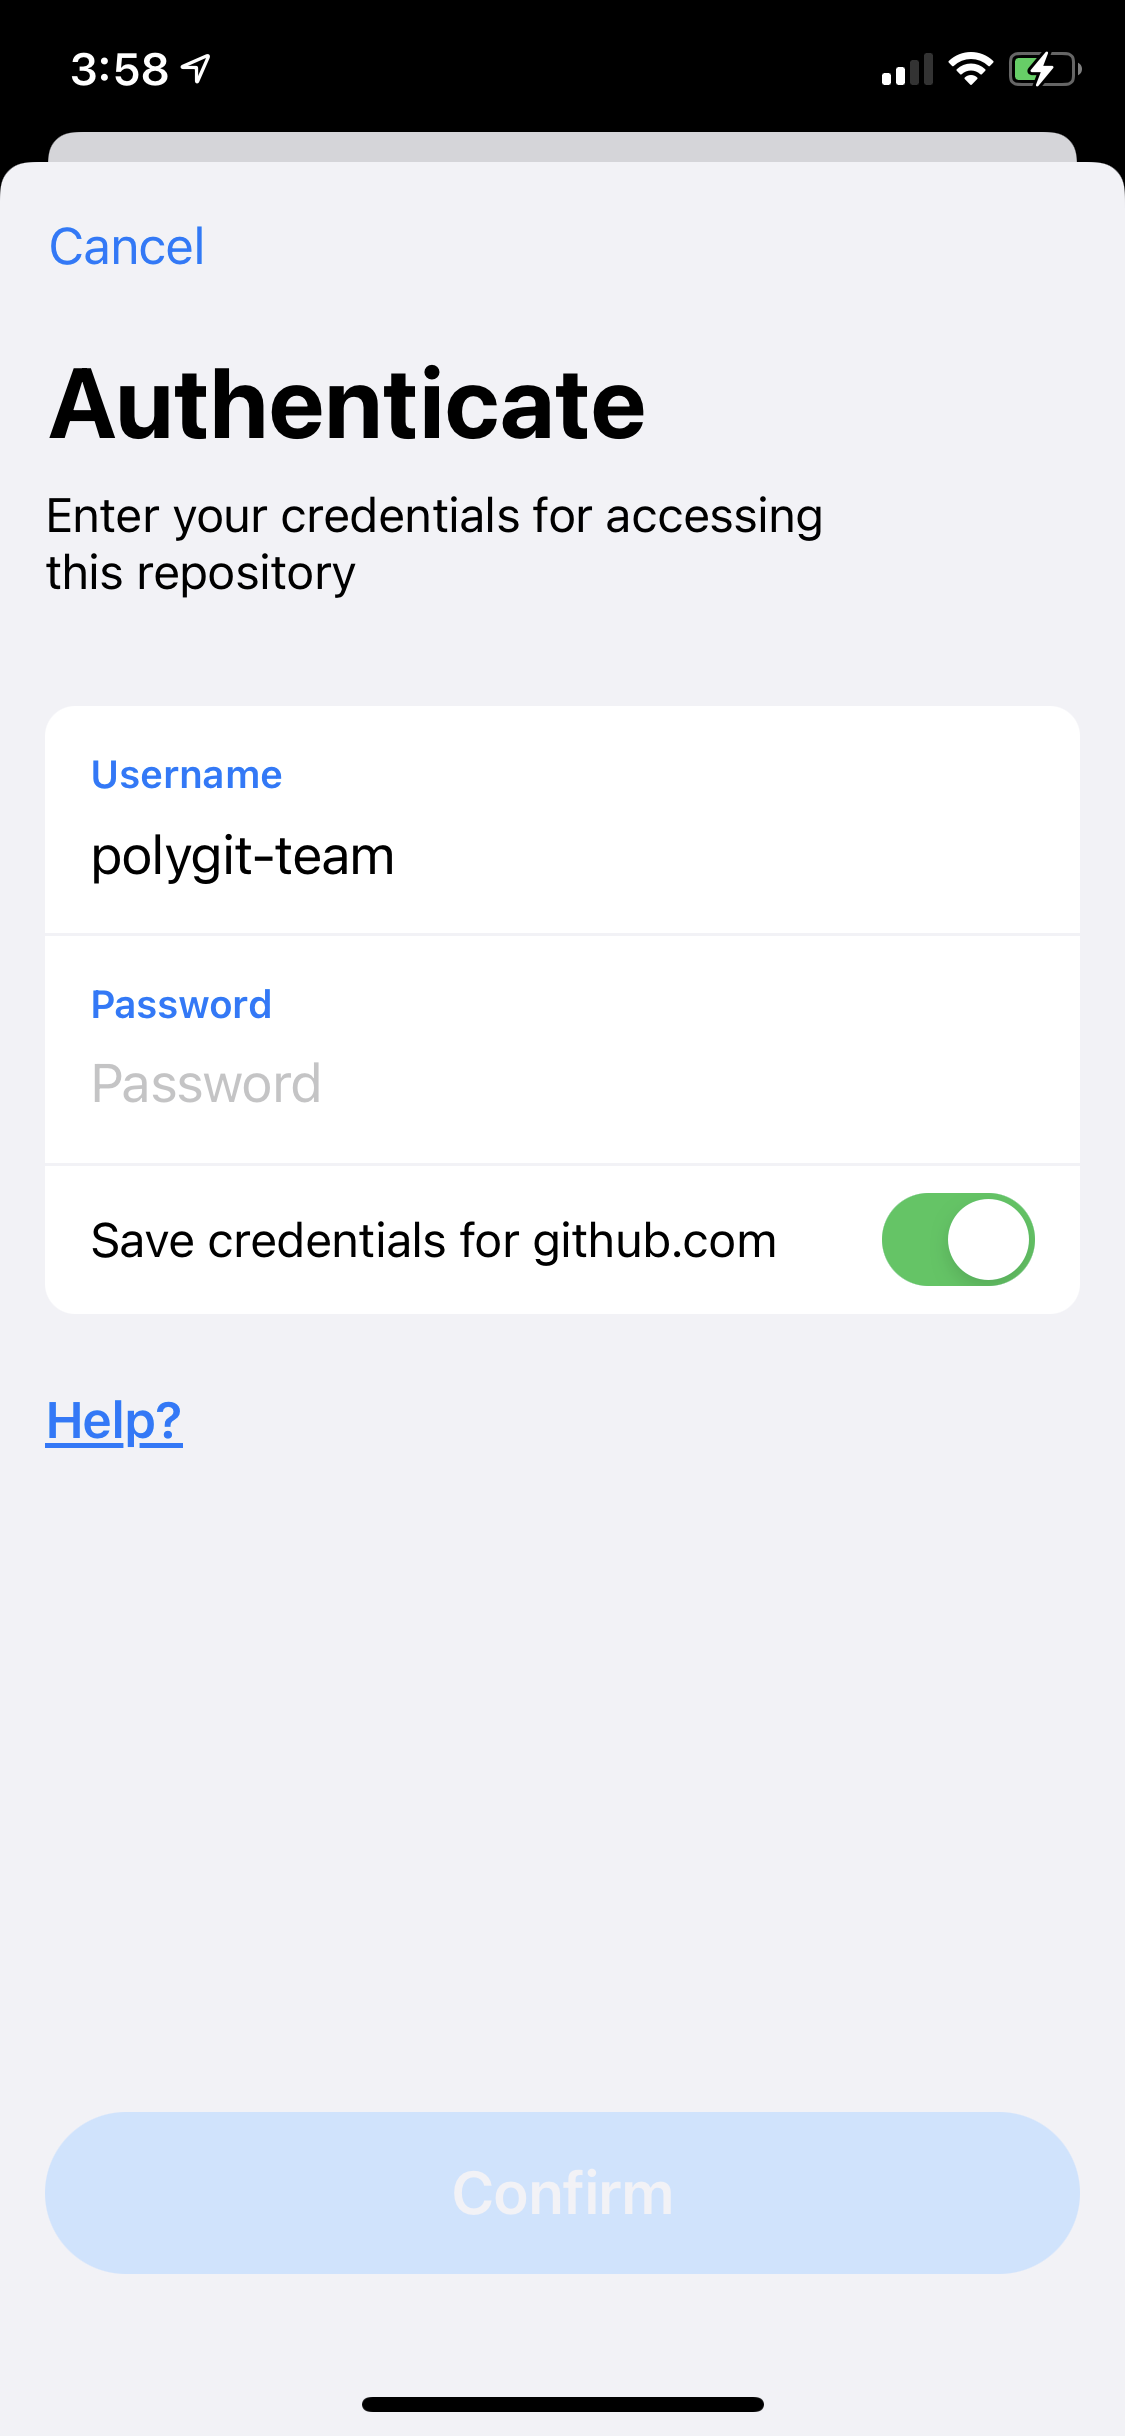 3:58
Cancel
Authenticate
Enter your credentials for accessing
this repository
Username
polygit-team
Password
Password
Save credentials for github.com
Help?
Confirm